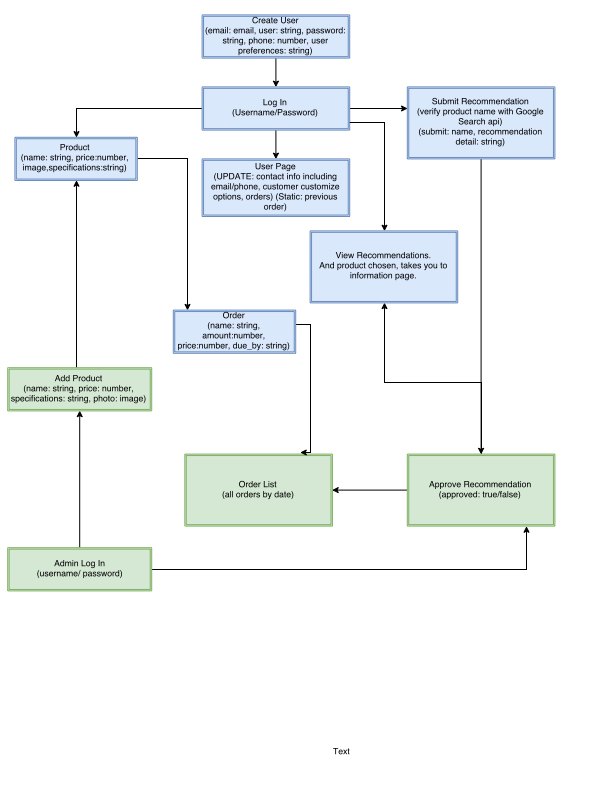 Create User
(email: email, user: string, password:
string, phone: number, user
preferences: string)
Log In
(Username/Password)
Submit Recommendation
(verify product name with Google
Search api)
(submit: name, recommendation
detail: string)
Product
(name: string, price:number,
image,specifications:string)
User Page
(UPDATE: contact info including
email/phone, customer customize
options, orders) (Static: previous
order)
View Recommendations.
And product chosen, takes you to
information page.
Order
(name: string,
amount:number,
price:number, due_by: string)
Add Product
(name: string, price: number,
specifications: string, photo: image)
Order List
(all orders by date)
Approve Recommendation
(approved: true/false)
Admin Log In
(username/ password)
Text